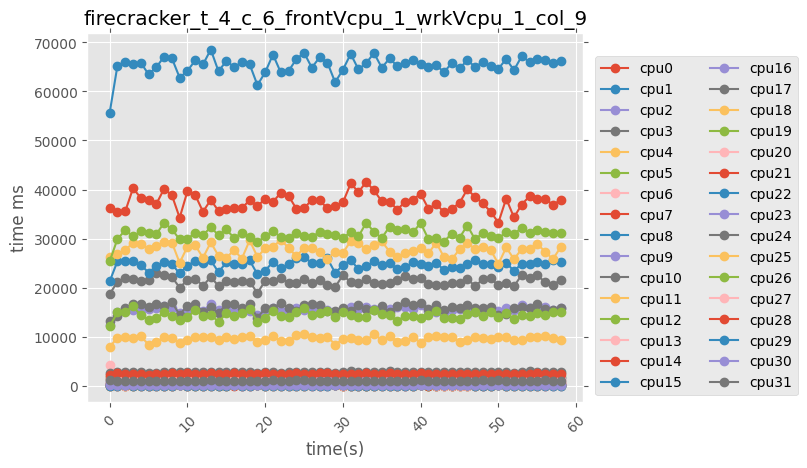 firecracker_t_4_c_6_frontVcpu_1_wrkVcpu_1_col_9
70000
60000
50000
40000
30000
20000
10000
0
time ms
0
10
20
30
40
50
60
time(s)
cpu0
cpu1
cpu2
cpu3
cpu4
cpu5
cpu6
cpu7
cpu8
cpu9
cpu10
cpu11
cpu12
cpu13
cpu14
cpu15
cpu16
cpu17
cpu18
cpu19
cpu20
cpu21
cpu22
cpu23
cpu24
cpu25
cpu26
cpu27
cpu28
cpu29
cpu30
cpu31